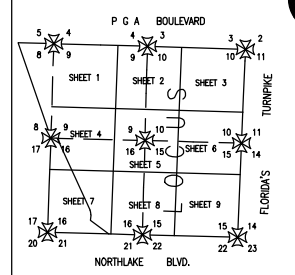 PGA BOULEVARD
5 4 4 3 3 2
8 9 9 10 10 11
SHEET 1 SHEET 2 SHEET 3
FLORIDA'S TURNPIKE
LOCUS
8 9 9 10 10 11
SHEET 4 SHEET 6
17 16 16 15 15 14
SHEET 5
SHEET 7 SHEET 8 SHEET 9
17 16 16 15 15 14
20 21 21 22 22 23
NORTHLAKE BLVD.